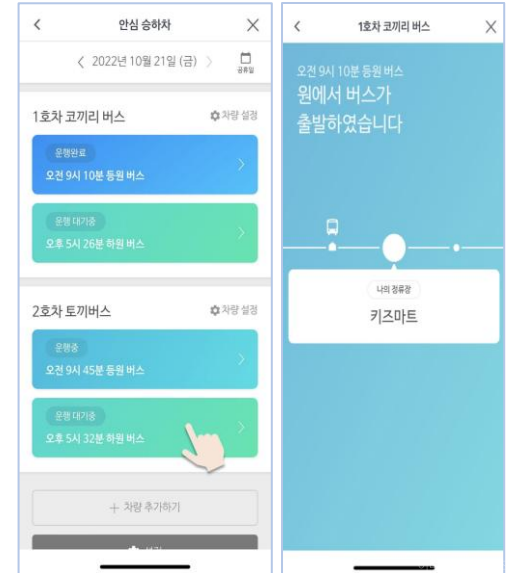 안심 승하차
2022년 10월 21일 (금)
공휴일
1호차 코끼리 버스
차량 설정
운행완료
오전 9시 10분 등원 버스
운행 대기중
오후 5시 26분 하원 버스
2호차 토끼버스
차량 설정
운행중
오전 9시 45분 등원 버스
운행 대기중
오후 5시 32분 하원 버스
+ 차량 추가하기
1호차 코끼리 버스
오전 9시 10분 등원 버스
원에서 버스가
출발하였습니다
나의 정류장
키즈마트